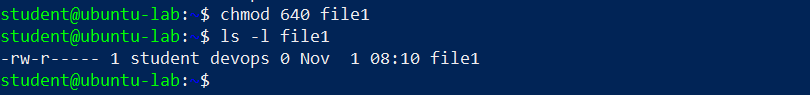 student@ubuntu-lab: $ chmod 640 file1
student@ubuntu-lab: $ ls -l file1
-rw-r----- 1 student devops 0 Nov  1 08:10 file1
student@ubuntu-lab: $